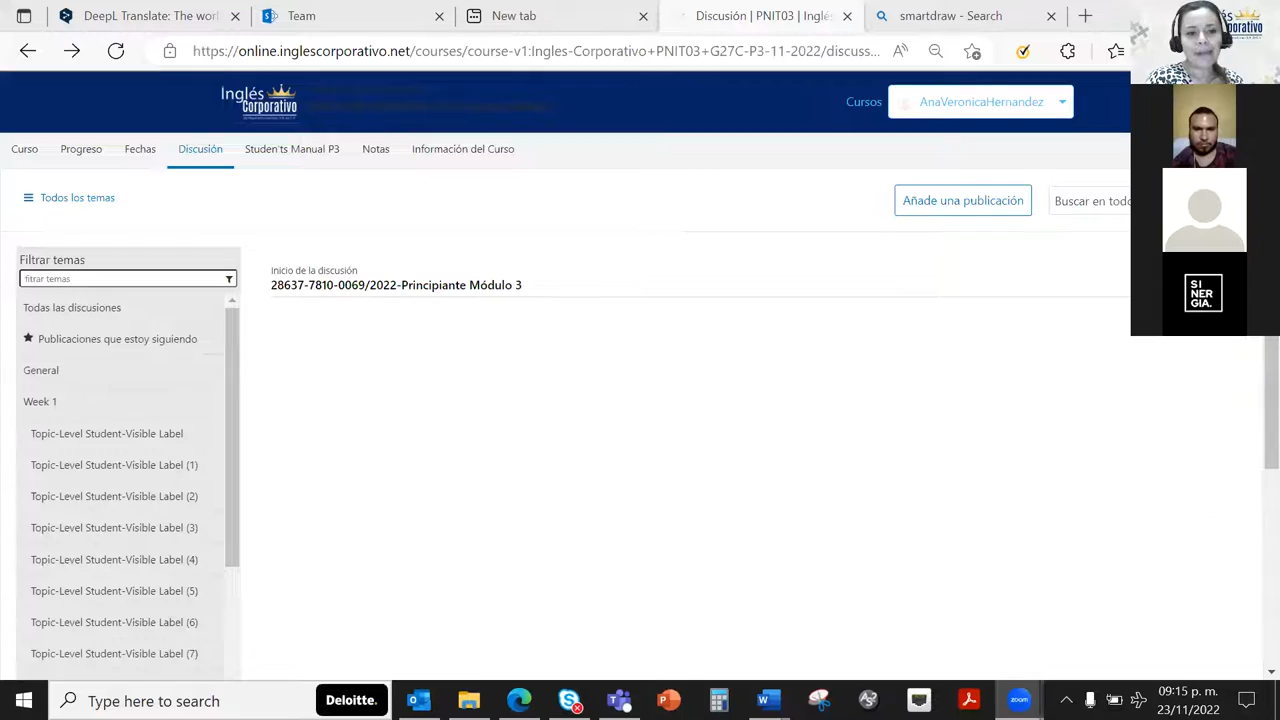 DeepL Translate: The worl
Team
New tab
Discusión | PNIT03 | Inglé
smartdraw - Search
https://online.inglescorporativo.net/courses/course-v1:Ingles-Corporativo+PNIT03+G27C-P3-11-2022/discuss...
Inglés
Corporativo
Cursos
AnaVeronicaHernandez
Curso
Progreso
Fechas
Discusión
Studen'ts Manual P3
Notas
Información del Curso
Todos los temas
Añade una publicación
Buscar en todo
Filtrar temas
filtrar temas
Todas las discusiones
Publicaciones que estoy siguiendo
General
Week 1
Topic-Level Student-Visible Label
Topic-Level Student-Visible Label (1)
Topic-Level Student-Visible Label (2)
Topic-Level Student-Visible Label (3)
Topic-Level Student-Visible Label (4)
Topic-Level Student-Visible Label (5)
Topic-Level Student-Visible Label (6)
Topic-Level Student-Visible Label (7)
Inicio de la discusión
28637-7810-0069/2022-Principiante Módulo 3
SI
NER
GIA.
Type here to search
Deloitte.
zoom
09:15 p. m.
23/11/2022